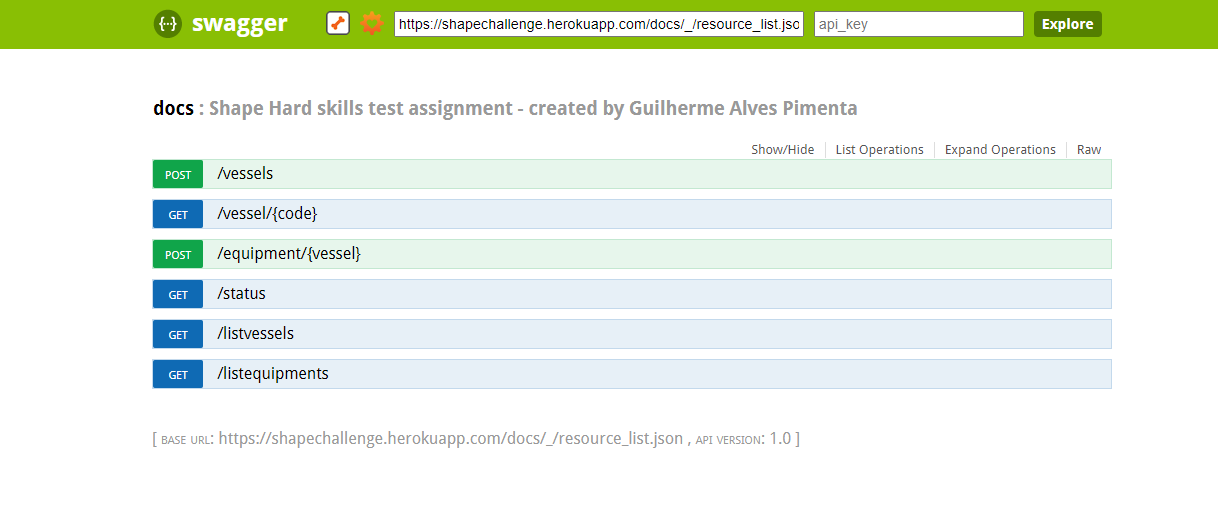 {···} swagger https://shapechallenge.herokuapp.com/docs/_/resource_list.jso api_key Explore
docs : Shape Hard skills test assignment - created by Guilherme Alves Pimenta
Show/Hide List Operations Expand Operations Raw
POST /vessels
GET /vessel/{code}
POST /equipment/{vessel}
GET /status
GET /listvessels
GET /listequipments
[ BASE URL: https://shapechallenge.herokuapp.com/docs/_/resource_list.json , API VERSION: 1.0 ]